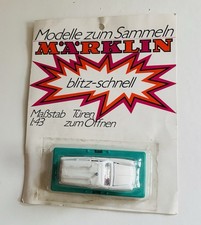 Modelle zum Sammeln
MÄRKLIN
blitz-schnell
Maßstab Türen
1:43 zum Öffnen